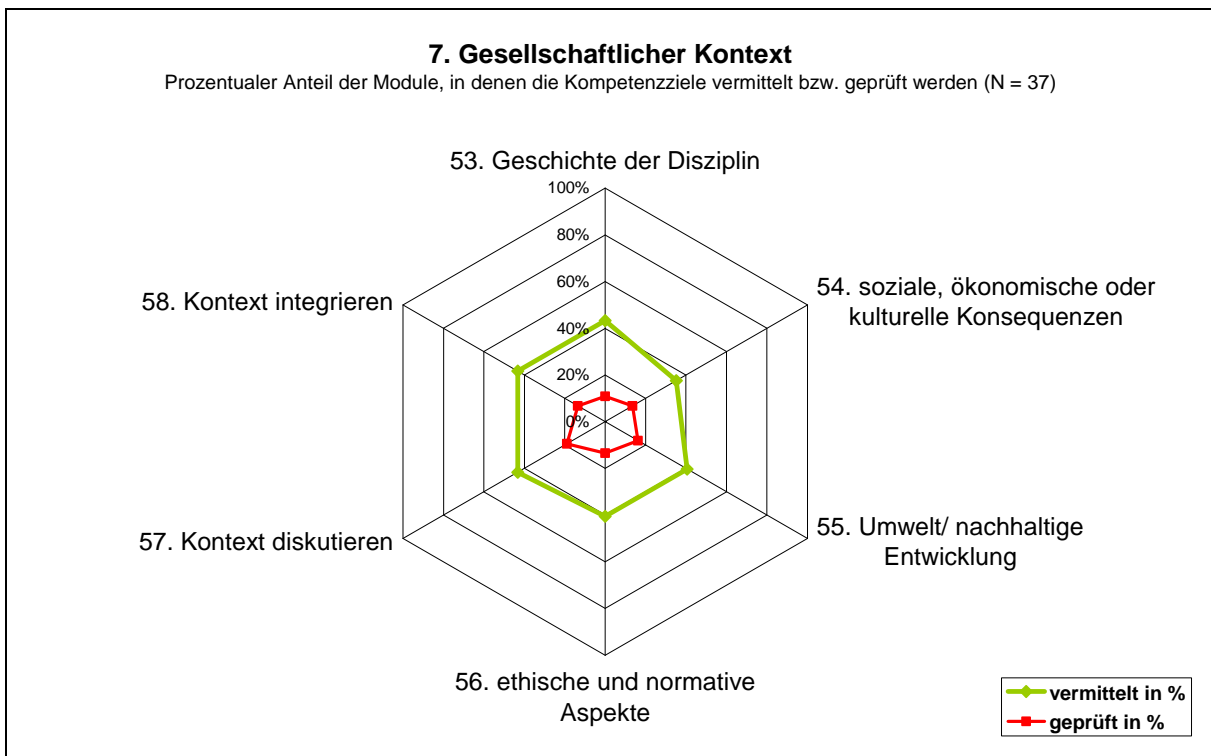 7. Gesellschaftlicher Kontext
Prozentualer Anteil der Module, in denen die Kompetenzziele vermittelt bzw. geprüft werden (N = 37)
53. Geschichte der Disziplin
100%
80%
60%
40%
20%
0%
54. soziale, ökonomische oder
kulturelle Konsequenzen
58. Kontext integrieren
55. Umwelt/ nachhaltige
Entwicklung
57. Kontext diskutieren
56. ethische und normative
Aspekte
vermittelt in %
geprüft in %